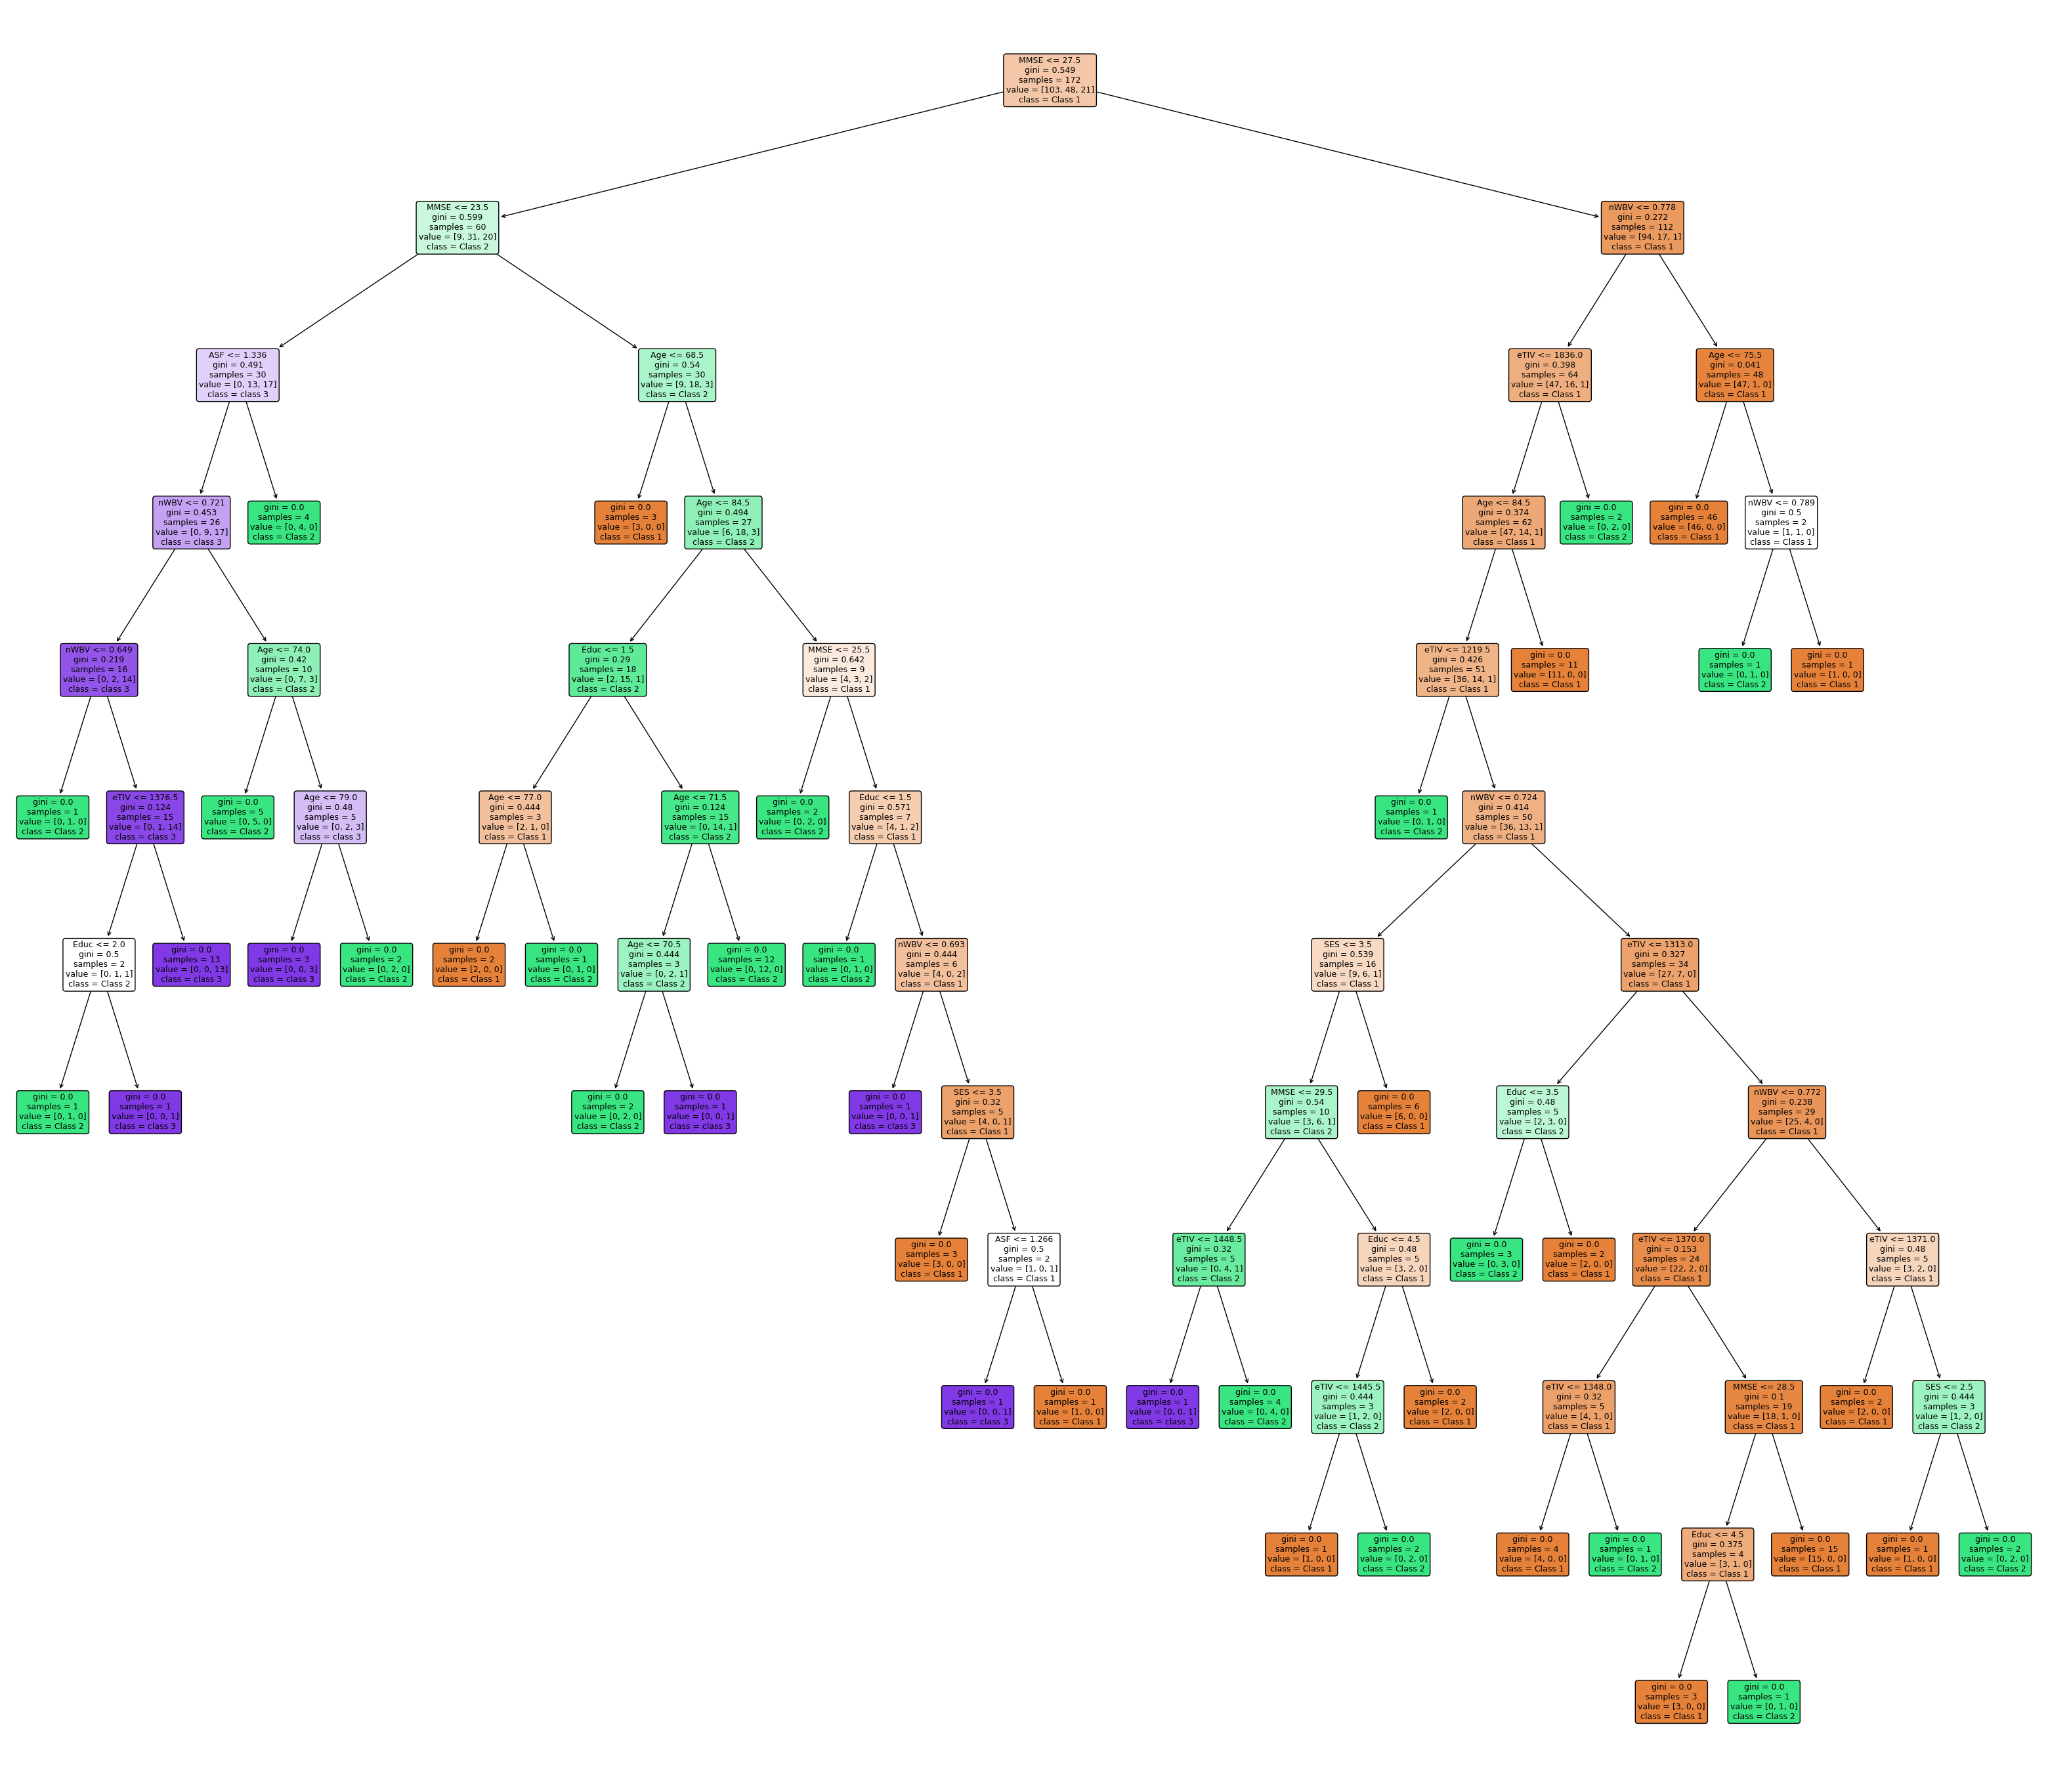 MMSE <= 27.5
gini = 0.549
samples = 172
value = [103, 48, 21]
class = Class 1
MMSE <= 23.5
gini = 0.599
samples = 60
value = [9, 31, 20]
class = Class 2
nWBV <= 0.778
gini = 0.272
samples = 112
value = [94, 17, 1]
class = Class 1
ASF <= 1.336
gini = 0.491
samples = 30
value = [0, 13, 17]
class = class 3
Age <= 68.5
gini = 0.54
samples = 30
value = [9, 18, 3]
class = Class 2
eTIV <= 1836.0
gini = 0.398
samples = 64
value = [47, 16, 1]
class = Class 1
Age <= 75.5
gini = 0.041
samples = 48
value = [47, 1, 0]
class = Class 1
nWBV <= 0.721
gini = 0.453
samples = 26
value = [0, 9, 17]
class = class 3
gini = 0.0
samples = 4
value = [0, 4, 0]
class = Class 2
gini = 0.0
samples = 3
value = [3, 0, 0]
class = Class 1
Age <= 84.5
gini = 0.494
samples = 27
value = [6, 18, 3]
class = Class 2
Age <= 84.5
gini = 0.374
samples = 62
value = [47, 14, 1]
class = Class 1
gini = 0.0
samples = 2
value = [0, 2, 0]
class = Class 2
gini = 0.0
samples = 46
value = [46, 0, 0]
class = Class 1
nWBV <= 0.789
gini = 0.5
samples = 2
value = [1, 1, 0]
class = Class 1
nWBV <= 0.649
gini = 0.219
samples = 16
value = [0, 2, 14]
class = class 3
Age <= 74.0
gini = 0.42
samples = 10
value = [0, 7, 3]
class = Class 2
Educ <= 1.5
gini = 0.29
samples = 18
value = [2, 15, 1]
class = Class 2
MMSE <= 25.5
gini = 0.642
samples = 9
value = [4, 3, 2]
class = Class 1
eTIV <= 1219.5
gini = 0.426
samples = 51
value = [36, 14, 1]
class = Class 1
gini = 0.0
samples = 11
value = [11, 0, 0]
class = Class 1
gini = 0.0
samples = 1
value = [0, 1, 0]
class = Class 2
gini = 0.0
samples = 1
value = [1, 0, 0]
class = Class 1
gini = 0.0
samples = 1
value = [0, 1, 0]
class = Class 2
eTIV <= 1376.5
gini = 0.124
samples = 15
value = [0, 1, 14]
class = class 3
gini = 0.0
samples = 5
value = [0, 5, 0]
class = Class 2
Age <= 79.0
gini = 0.48
samples = 5
value = [0, 2, 3]
class = class 3
Age <= 77.0
gini = 0.444
samples = 3
value = [2, 1, 0]
class = Class 1
Age <= 71.5
gini = 0.124
samples = 15
value = [0, 14, 1]
class = Class 2
gini = 0.0
samples = 2
value = [0, 2, 0]
class = Class 2
Educ <= 1.5
gini = 0.571
samples = 7
value = [4, 1, 2]
class = Class 1
gini = 0.0
samples = 1
value = [0, 1, 0]
class = Class 2
nWBV <= 0.724
gini = 0.414
samples = 50
value = [36, 13, 1]
class = Class 1
Educ <= 2.0
gini = 0.5
samples = 2
value = [0, 1, 1]
class = Class 2
gini = 0.0
samples = 13
value = [0, 0, 13]
class = class 3
gini = 0.0
samples = 3
value = [0, 0, 3]
class = class 3
gini = 0.0
samples = 2
value = [0, 2, 0]
class = Class 2
gini = 0.0
samples = 2
value = [2, 0, 0]
class = Class 1
gini = 0.0
samples = 1
value = [0, 1, 0]
class = Class 2
Age <= 70.5
gini = 0.444
samples = 3
value = [0, 2, 1]
class = Class 2
gini = 0.0
samples = 12
value = [0, 12, 0]
class = Class 2
gini = 0.0
samples = 1
value = [0, 1, 0]
class = Class 2
nWBV <= 0.693
gini = 0.444
samples = 6
value = [4, 0, 2]
class = Class 1
SES <= 3.5
gini = 0.539
samples = 16
value = [9, 6, 1]
class = Class 1
eTIV <= 1313.0
gini = 0.327
samples = 34
value = [27, 7, 0]
class = Class 1
gini = 0.0
samples = 1
value = [0, 1, 0]
class = Class 2
gini = 0.0
samples = 1
value = [0, 0, 1]
class = class 3
gini = 0.0
samples = 2
value = [0, 2, 0]
class = Class 2
gini = 0.0
samples = 1
value = [0, 0, 1]
class = class 3
gini = 0.0
samples = 1
value = [0, 0, 1]
class = class 3
SES <= 3.5
gini = 0.32
samples = 5
value = [4, 0, 1]
class = Class 1
MMSE <= 29.5
gini = 0.54
samples = 10
value = [3, 6, 1]
class = Class 2
gini = 0.0
samples = 6
value = [6, 0, 0]
class = Class 1
Educ <= 3.5
gini = 0.48
samples = 5
value = [2, 3, 0]
class = Class 2
nWBV <= 0.772
gini = 0.238
samples = 29
value = [25, 4, 0]
class = Class 1
gini = 0.0
samples = 3
value = [3, 0, 0]
class = Class 1
ASF <= 1.266
gini = 0.5
samples = 2
value = [1, 0, 1]
class = Class 1
eTIV <= 1448.5
gini = 0.32
samples = 5
value = [0, 4, 1]
class = Class 2
Educ <= 4.5
gini = 0.48
samples = 5
value = [3, 2, 0]
class = Class 1
gini = 0.0
samples = 3
value = [0, 3, 0]
class = Class 2
gini = 0.0
samples = 2
value = [2, 0, 0]
class = Class 1
eTIV <= 1370.0
gini = 0.153
samples = 24
value = [22, 2, 0]
class = Class 1
eTIV <= 1371.0
gini = 0.48
samples = 5
value = [3, 2, 0]
class = Class 1
gini = 0.0
samples = 1
value = [0, 0, 1]
class = class 3
gini = 0.0
samples = 1
value = [1, 0, 0]
class = Class 1
gini = 0.0
samples = 1
value = [0, 0, 1]
class = class 3
gini = 0.0
samples = 4
value = [0, 4, 0]
class = Class 2
eTIV <= 1445.5
gini = 0.444
samples = 3
value = [1, 2, 0]
class = Class 2
gini = 0.0
samples = 2
value = [2, 0, 0]
class = Class 1
eTIV <= 1348.0
gini = 0.32
samples = 5
value = [4, 1, 0]
class = Class 1
MMSE <= 28.5
gini = 0.1
samples = 19
value = [18, 1, 0]
class = Class 1
gini = 0.0
samples = 2
value = [2, 0, 0]
class = Class 1
SES <= 2.5
gini = 0.444
samples = 3
value = [1, 2, 0]
class = Class 2
gini = 0.0
samples = 1
value = [1, 0, 0]
class = Class 1
gini = 0.0
samples = 2
value = [0, 2, 0]
class = Class 2
gini = 0.0
samples = 4
value = [4, 0, 0]
class = Class 1
gini = 0.0
samples = 1
value = [0, 1, 0]
class = Class 2
Educ <= 4.5
gini = 0.375
samples = 4
value = [3, 1, 0]
class = Class 1
gini = 0.0
samples = 15
value = [15, 0, 0]
class = Class 1
gini = 0.0
samples = 1
value = [1, 0, 0]
class = Class 1
gini = 0.0
samples = 2
value = [0, 2, 0]
class = Class 2
gini = 0.0
samples = 3
value = [3, 0, 0]
class = Class 1
gini = 0.0
samples = 1
value = [0, 1, 0]
class = Class 2